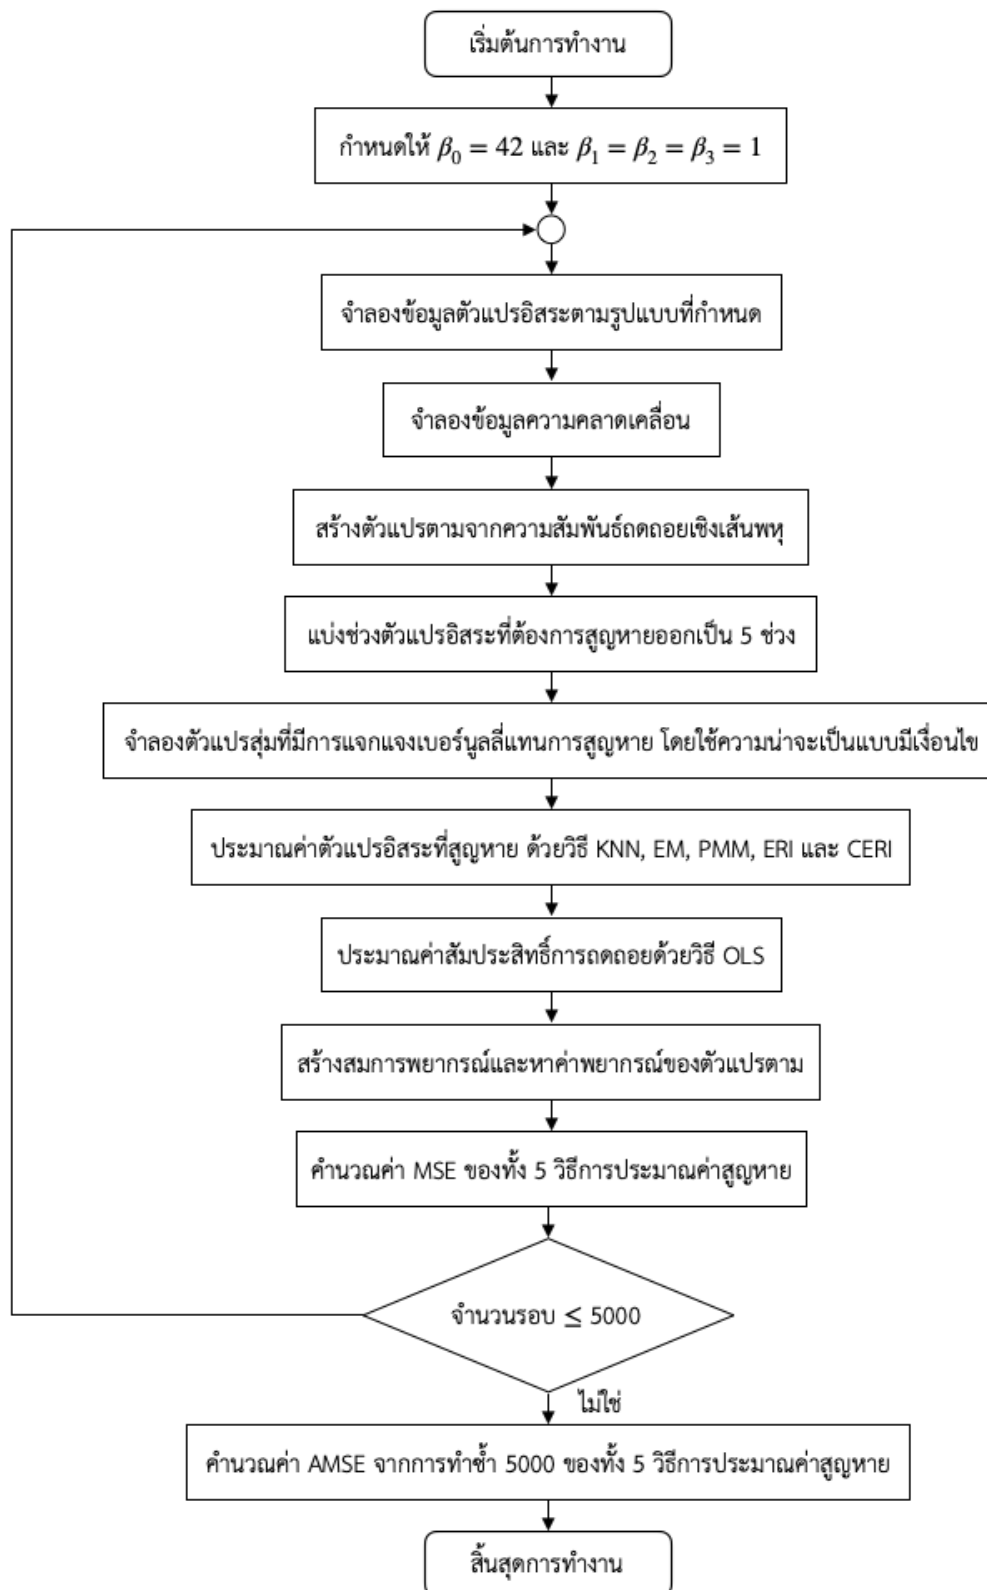 เริ่มต้นการทำงาน
กำหนดให้ β₀ = 42 และ β₁ = β₂ = β₃ = 1
จำลองข้อมูลตัวแปรอิสระตามรูปแบบที่กำหนด
จำลองข้อมูลความคลาดเคลื่อน
สร้างตัวแปรตามจากความสัมพันธ์ถดถอยเชิงเส้นพหุ
แบ่งช่วงตัวแปรอิสระที่ต้องการสูญหายออกเป็น 5 ช่วง
จำลองตัวแปรสุ่มที่มีการแจกแจงเบอร์นูลลี่แทนการสูญหาย โดยใช้ความน่าจะเป็นแบบมีเงื่อนไข
ประมาณค่าตัวแปรอิสระที่สูญหาย ด้วยวิธี KNN, EM, PMM, ERI และ CERI
ประมาณค่าสัมประสิทธิ์การถดถอยด้วยวิธี OLS
สร้างสมการพยากรณ์และหาค่าพยากรณ์ของตัวแปรตาม
คำนวณค่า MSE ของทั้ง 5 วิธีการประมาณค่าสูญหาย
จำนวนรอบ ≤ 5000
ไม่ใช่
คำนวณค่า AMSE จากการทำซ้ำ 5000 ของทั้ง 5 วิธีการประมาณค่าสูญหาย
สิ้นสุดการทำงาน